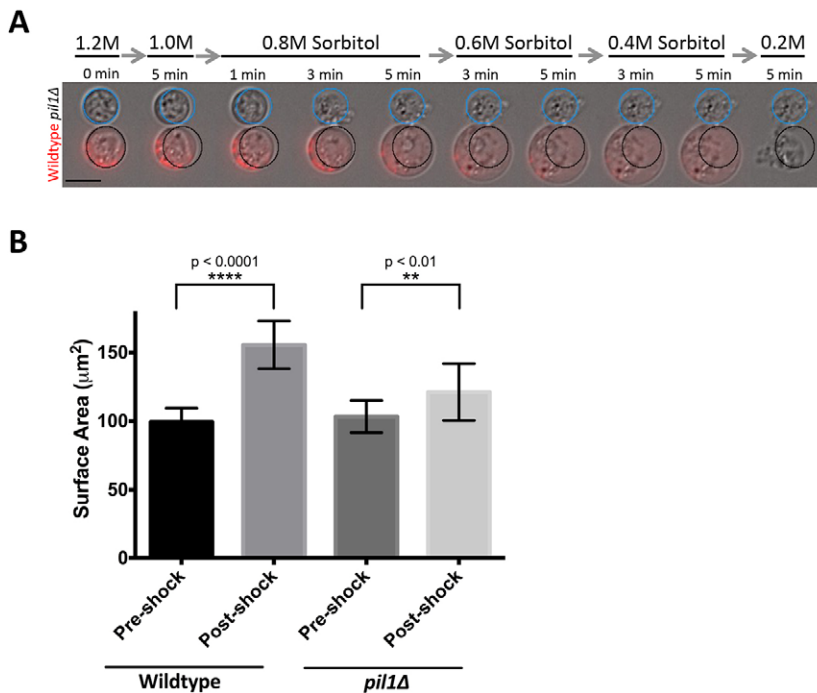 A
1.2M 1.0M 0.8M Sorbitol 0.6M Sorbitol 0.4M Sorbitol 0.2M
0 min 5 min 1 min 3 min 5 min 3 min 5 min 3 min 5 min 5 min
Wildtype pil1Δ
B
p < 0.0001 p < 0.01
**** **
Surface Area (μm2)
150
100
50
0
Pre-shock Post-shock Pre-shock Post-shock
Wildtype pil1Δ